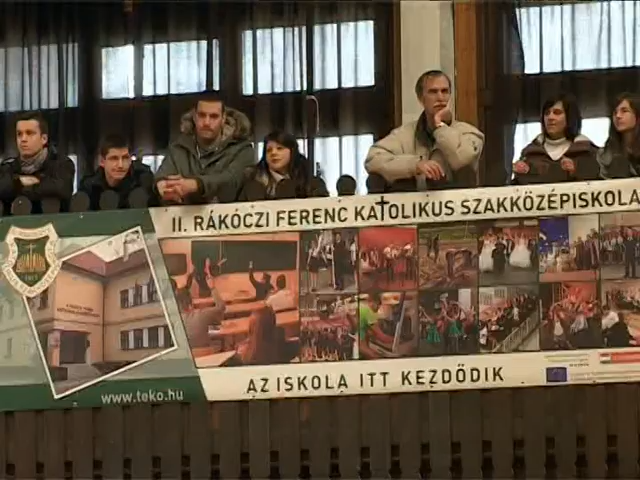 II. RÁKÓCZI FERENC KATOLIKUS SZAKKÖZÉPISKOLA
www.teko.hu
AZ ISKOLA ITT KEZDŐDIK